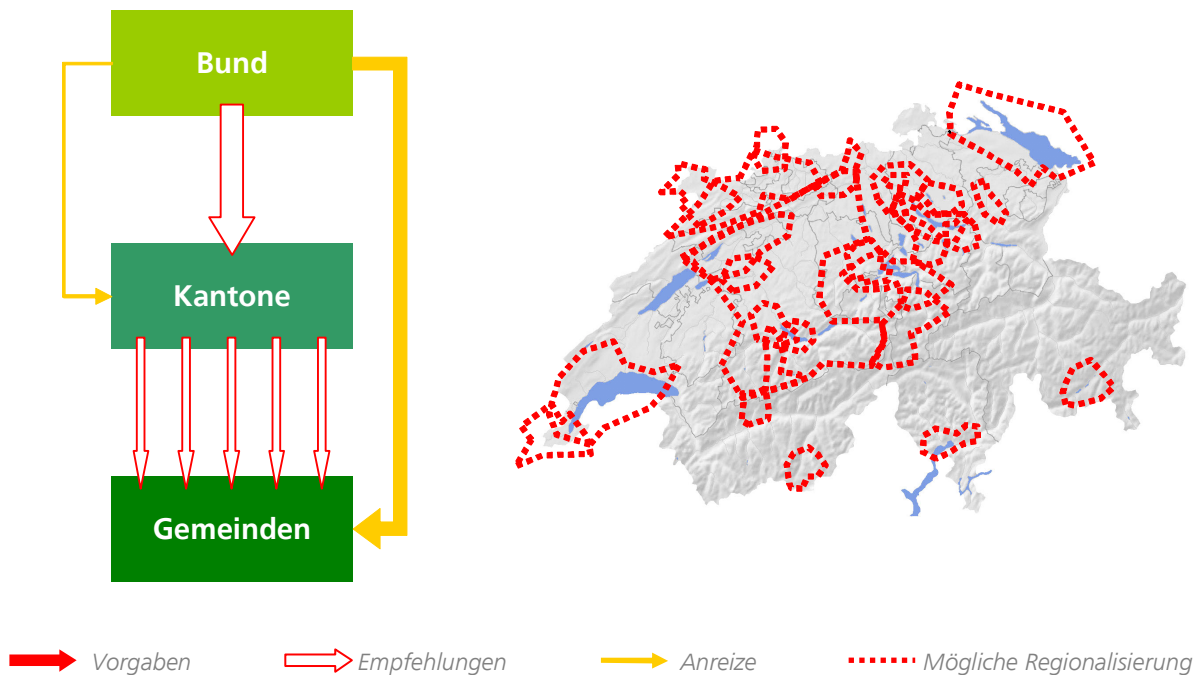 Bund
Kantone
Gemeinden
Vorgaben
Empfehlungen
Anreize
Mögliche Regionalisierung